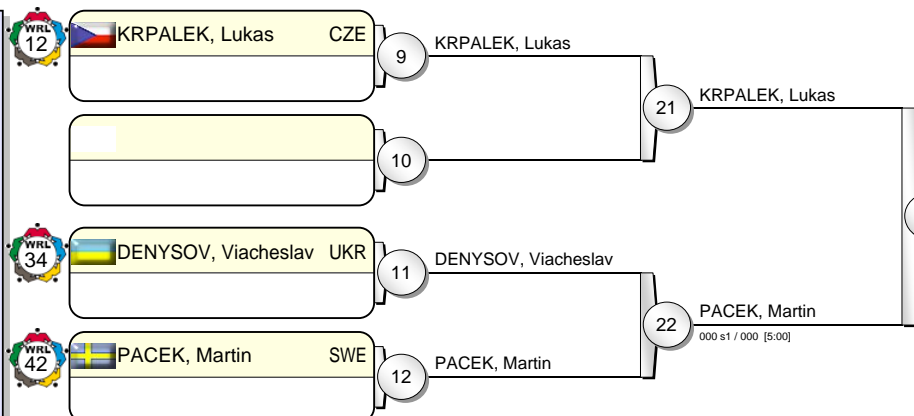 WRL
12
KRPALEK, Lukas CZE
9
KRPALEK, Lukas
21
KRPALEK, Lukas
10
WRL
34
DENYSOV, Viacheslav UKR
11
DENYSOV, Viacheslav
22
PACEK, Martin
000 s1 / 000 [5:00]
WRL
42
PACEK, Martin SWE
12
PACEK, Martin